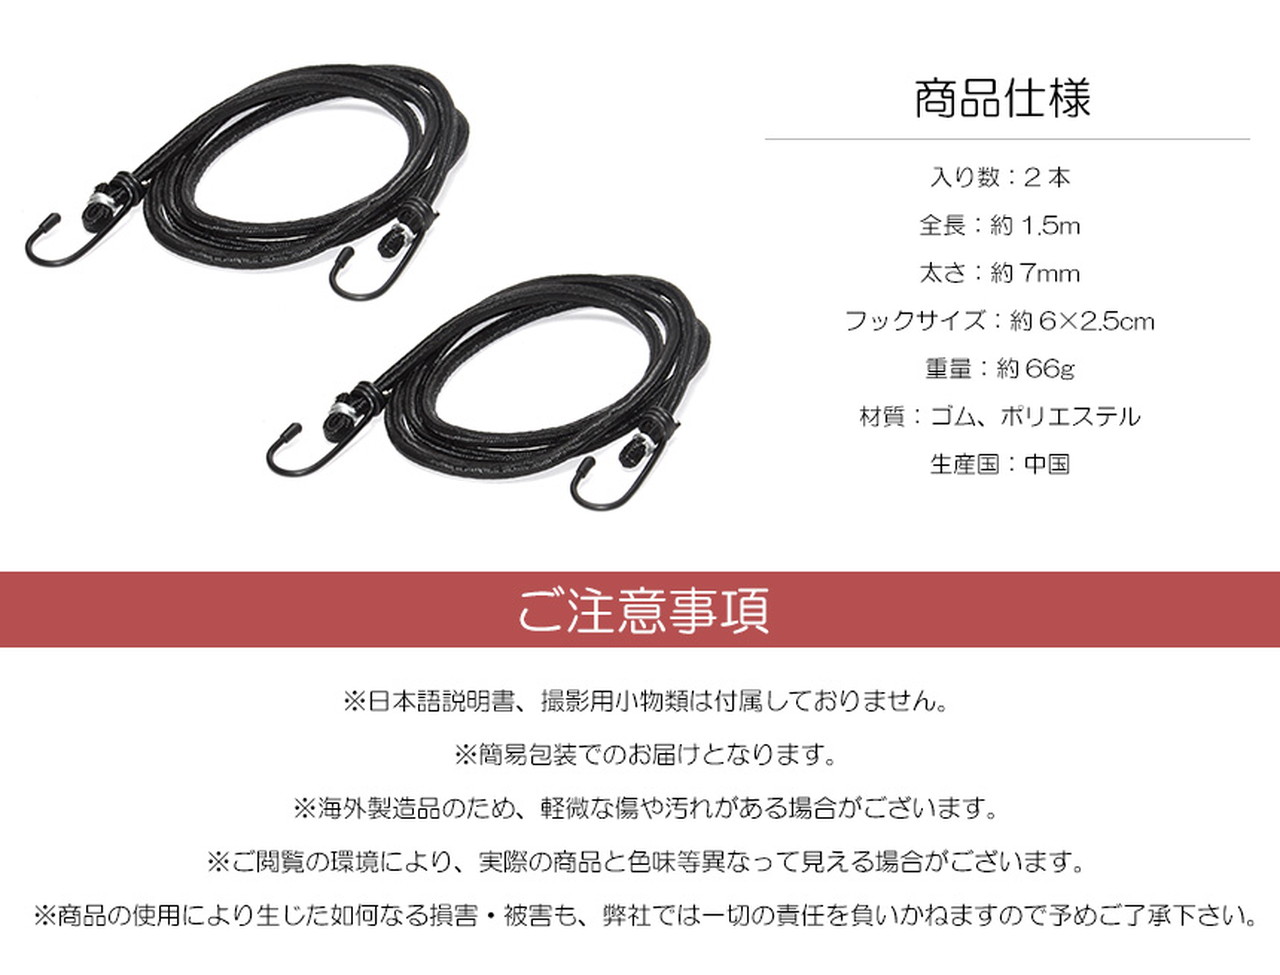 商品仕様
入り数：2 本
全長：約 1.5m
太さ：約 7mm
フックサイズ：約 6×2.5cm
重量：約 66g
材質：ゴム、ポリエステル
生産国：中国
ご注意事項
※日本語説明書、撮影用小物類は付属しておりません。
※簡易包装でのお届けとなります。
※海外製造品のため、軽微な傷や汚れがある場合がございます。
※ご閲覧の環境により、実際の商品と色味等異なって見える場合がございます。
※商品の使用により生じた如何なる損害・被害も、弊社では一切の責任を負いかねますので予めご了承下さい。